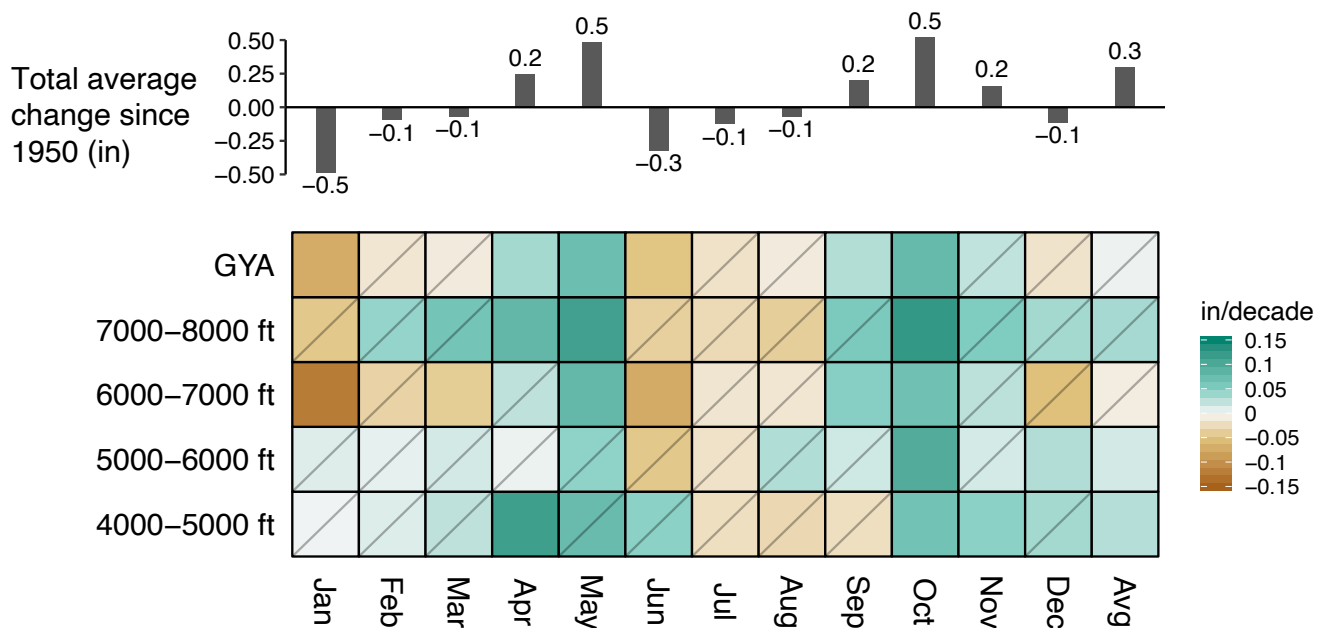 Total average
change since
1950 (in)
0.50
0.25
0.00
−0.25
−0.50
−0.5
−0.1
−0.1
0.2
0.5
−0.3
−0.1
−0.1
0.2
0.5
0.2
−0.1
0.3
GYA
7000−8000 ft
6000−7000 ft
5000−6000 ft
4000−5000 ft
Jan
Feb
Mar
Apr
May
Jun
Jul
Aug
Sep
Oct
Nov
Dec
Avg
in/decade
0.15
0.1
0.05
0
−0.05
−0.1
−0.15